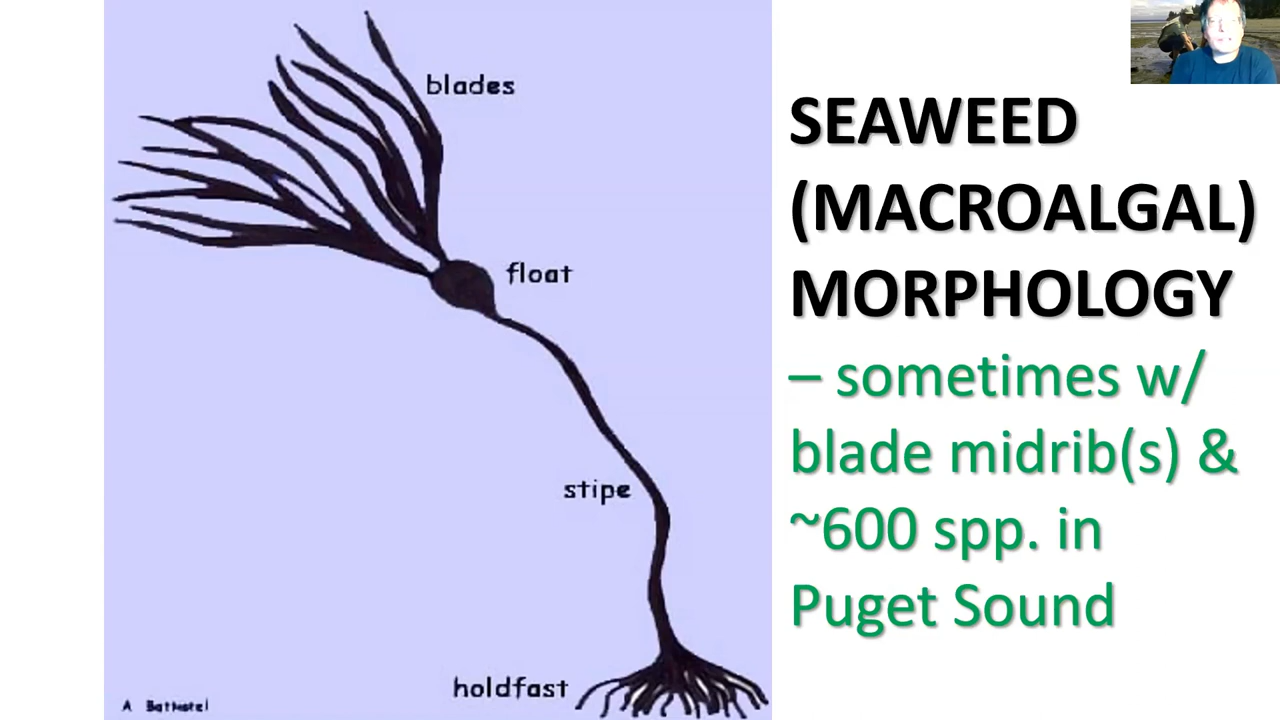 blades
float
stipe
holdfast
SEAWEED
(MACROALGAL)
MORPHOLOGY
– sometimes w/
blade midrib(s) &
~600 spp. in
Puget Sound